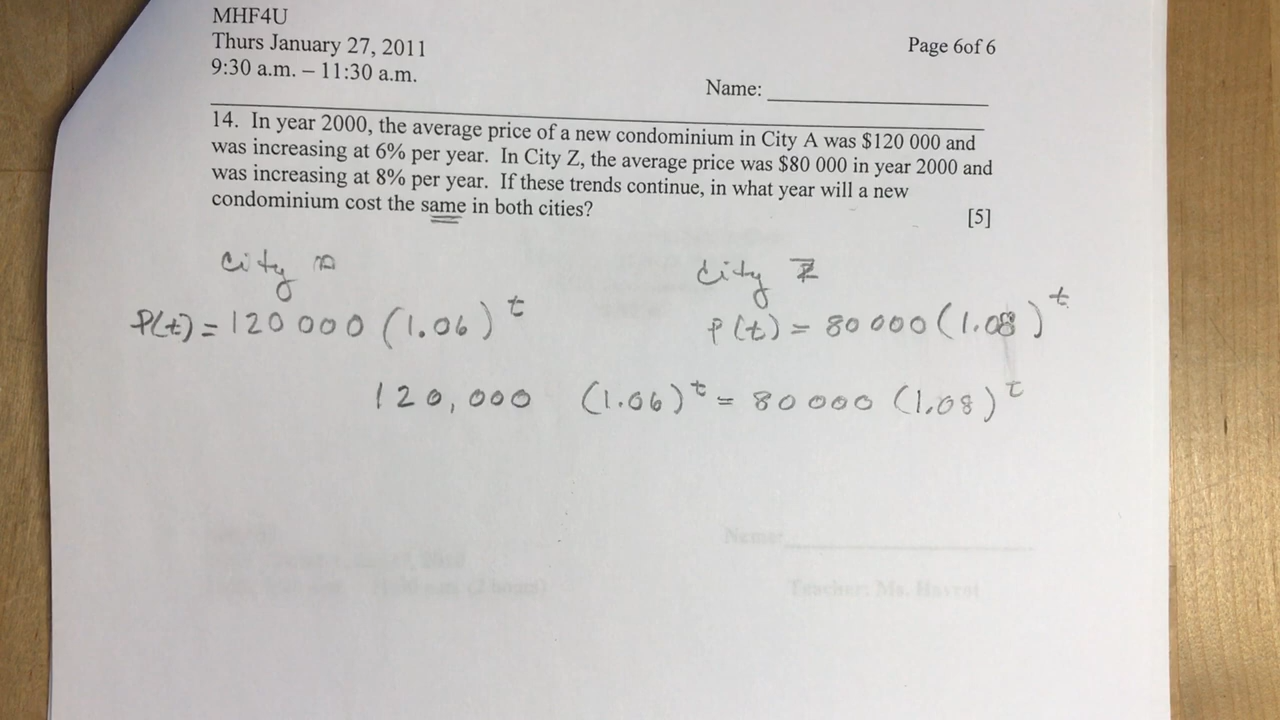 MHF4U
Thurs January 27, 2011
Page 6of 6
9:30 a.m. – 11:30 a.m.
Name:
14. In year 2000, the average price of a new condominium in City A was $120 000 and
was increasing at 6% per year. In City Z, the average price was $80 000 in year 2000 and
was increasing at 8% per year. If these trends continue, in what year will a new
condominium cost the same in both cities?
[5]
City A
City Z
P(t) = 120 000 (1.06)^t
P(t) = 80 000 (1.08)^t
120,000 (1.06)^t = 80 000 (1.08)^t
Name:
Teacher: Ms.